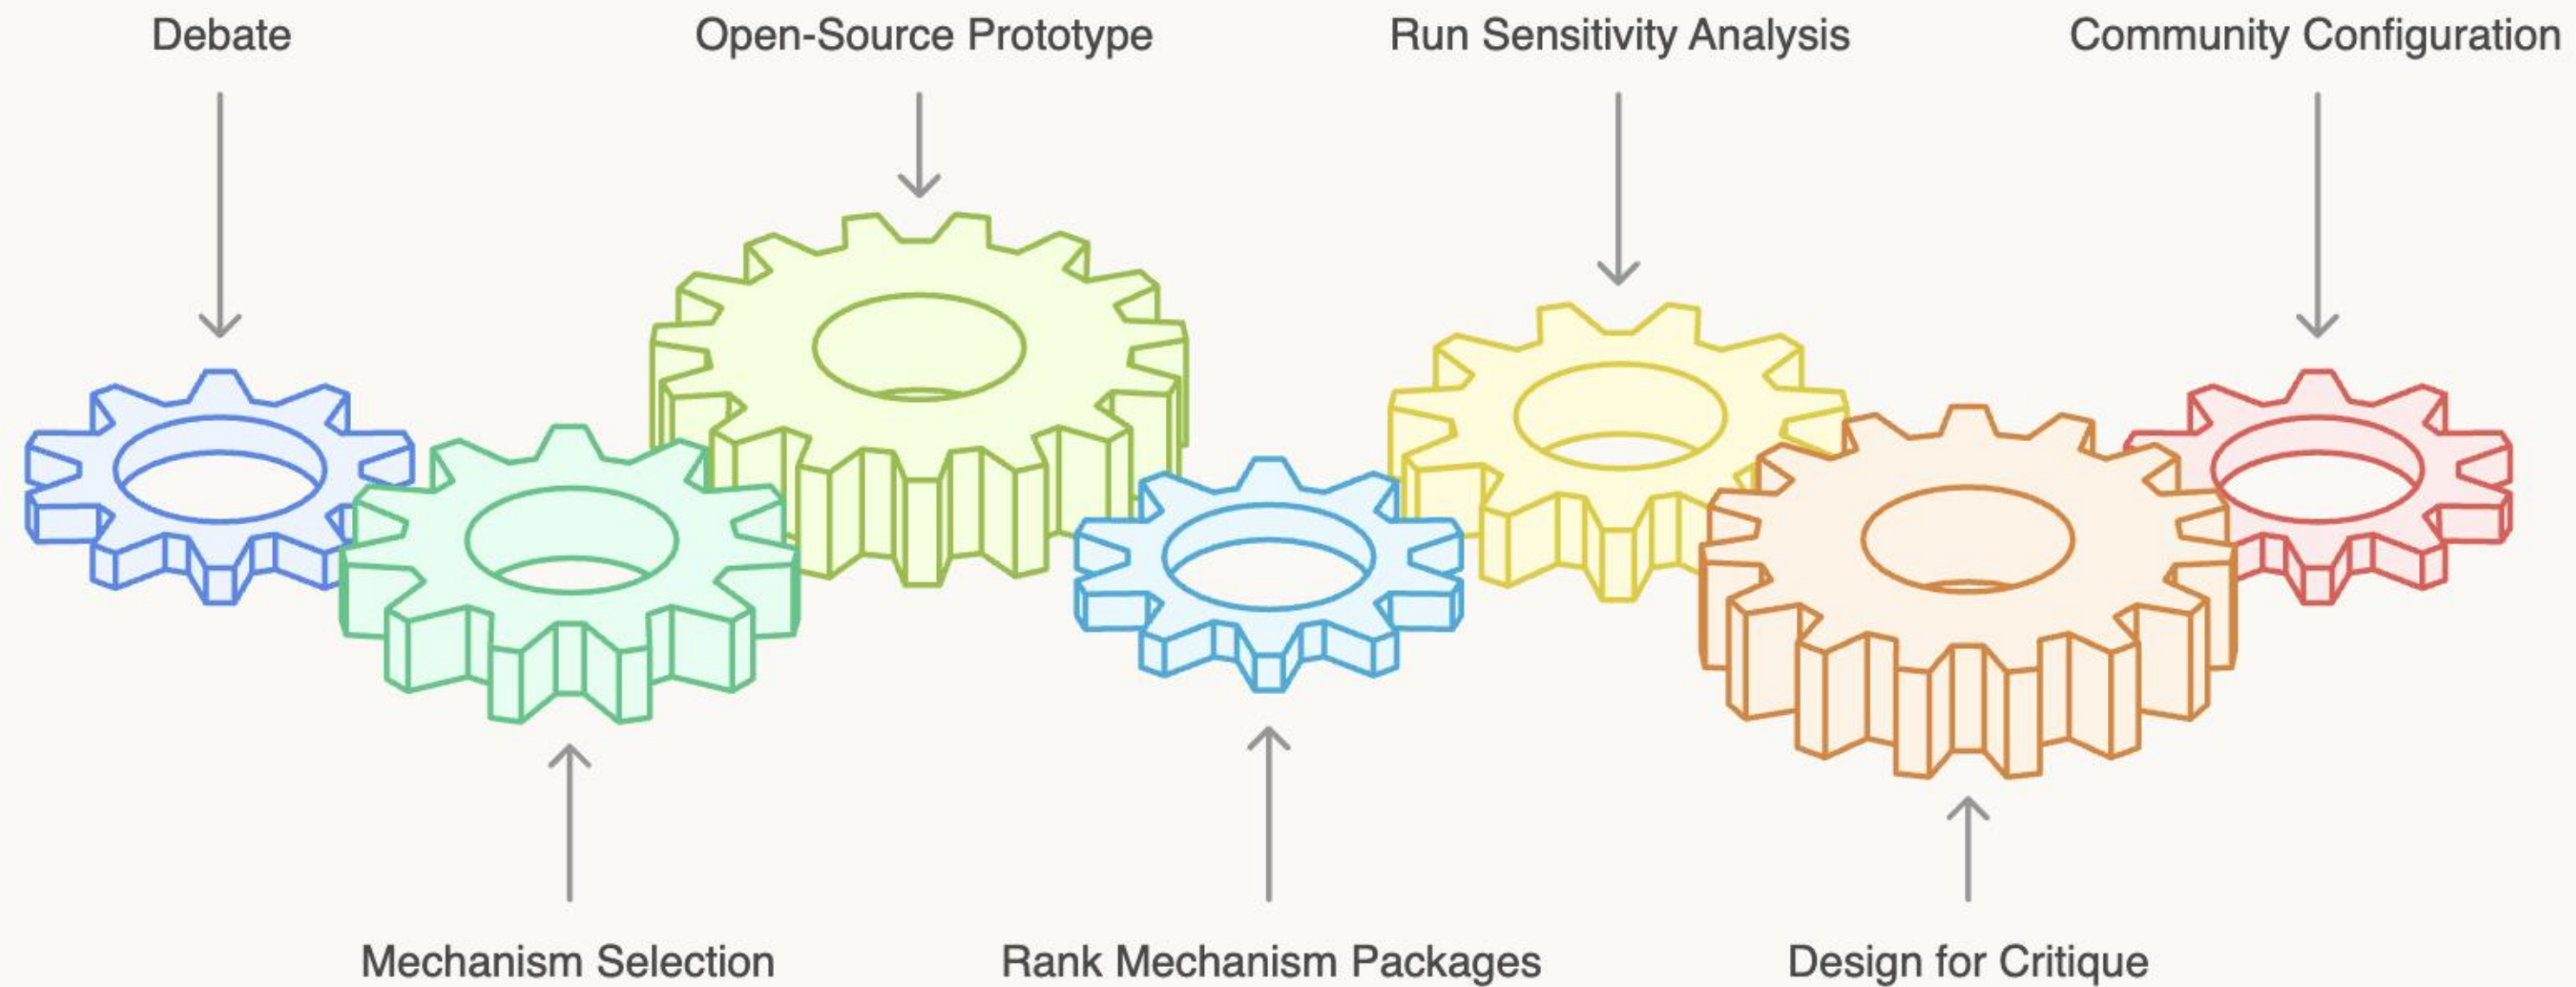 Debate
Open-Source Prototype
Run Sensitivity Analysis
Community Configuration
Mechanism Selection
Rank Mechanism Packages
Design for Critique